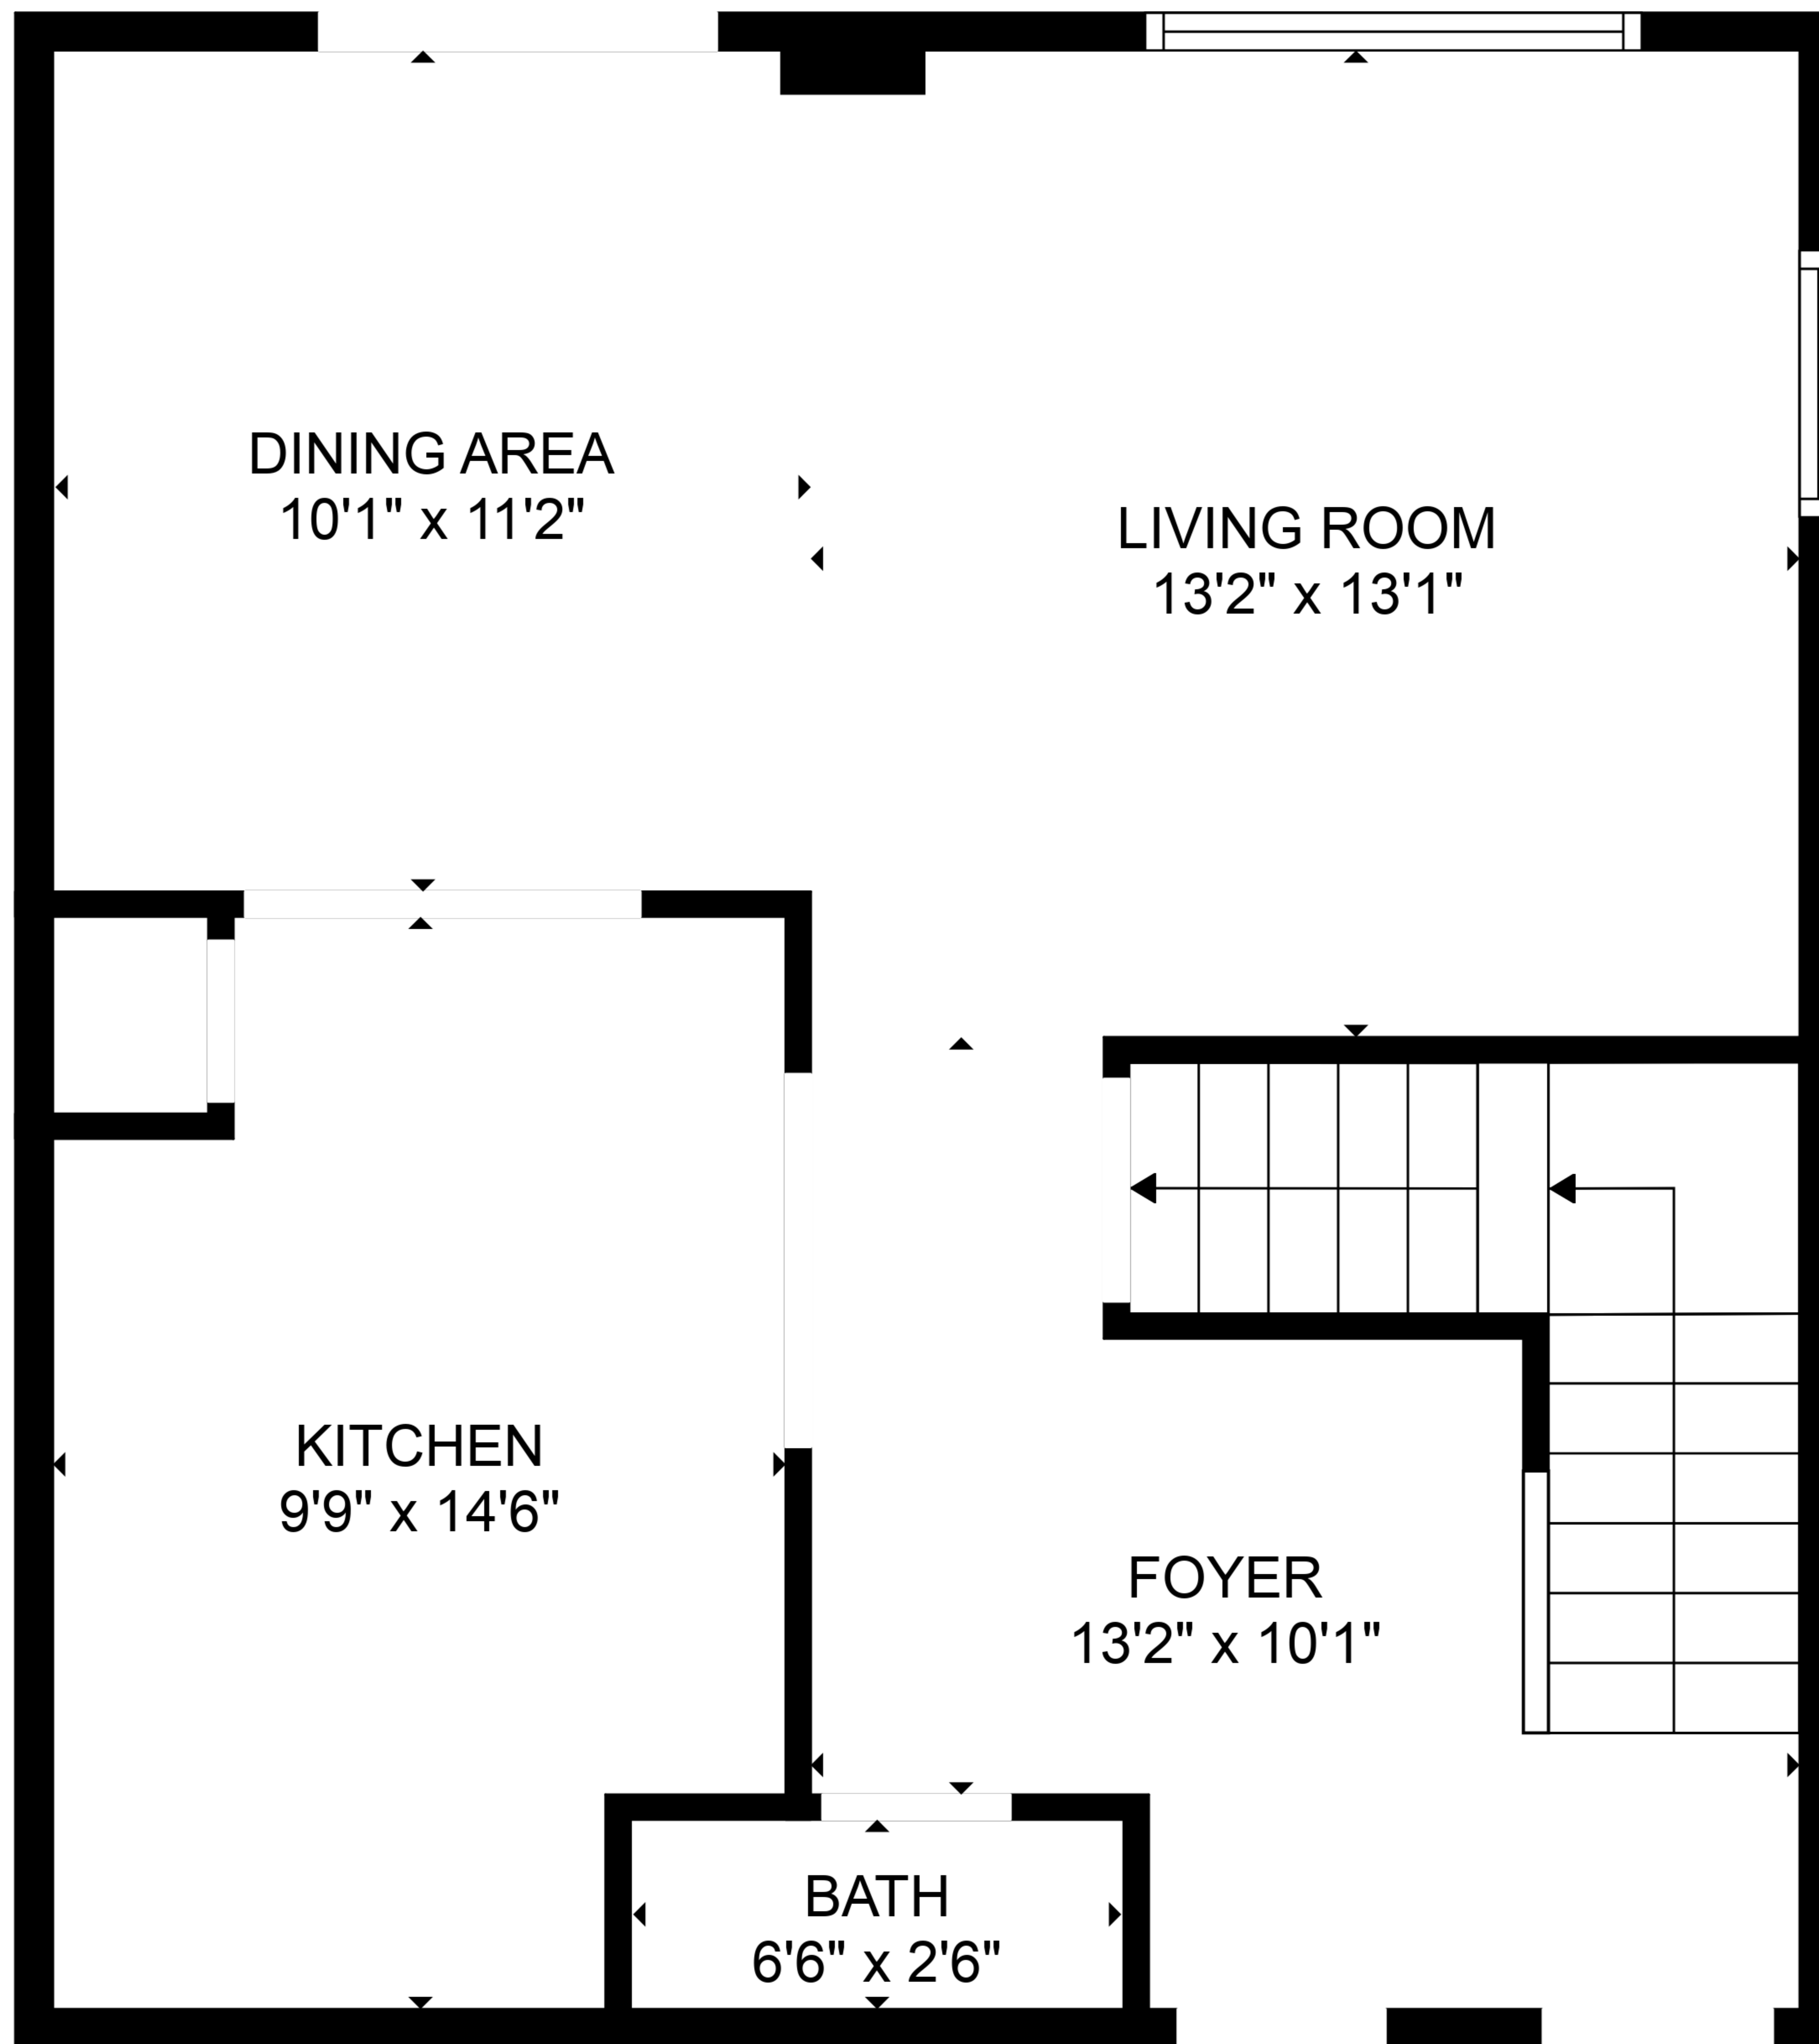 DINING AREA
10'1" x 11'2"
LIVING ROOM
13'2" x 13'1"
KITCHEN
9'9" x 14'6"
FOYER
13'2" x 10'1"
BATH
6'6" x 2'6"